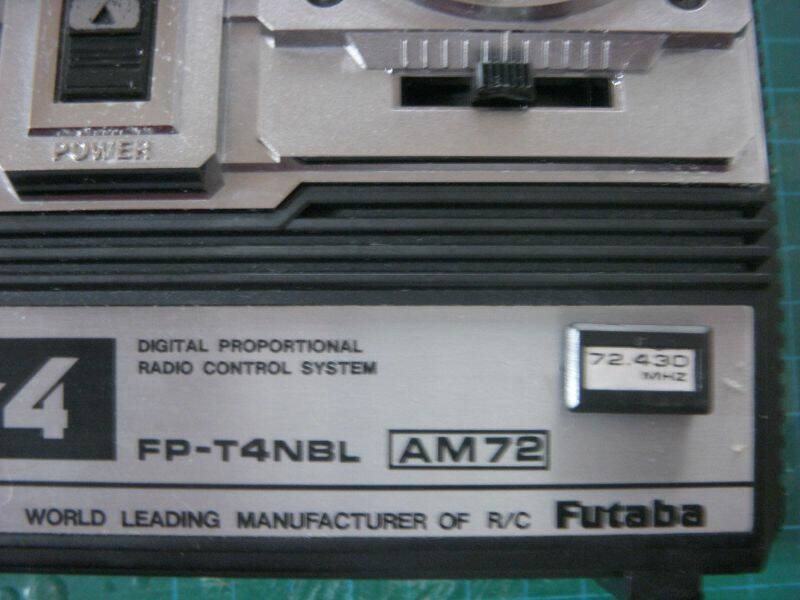 POWER
DIGITAL PROPORTIONAL
RADIO CONTROL SYSTEM
72.430
MHZ
4
FP-T4NBL AM72
WORLD LEADING MANUFACTURER OF R/C Futaba